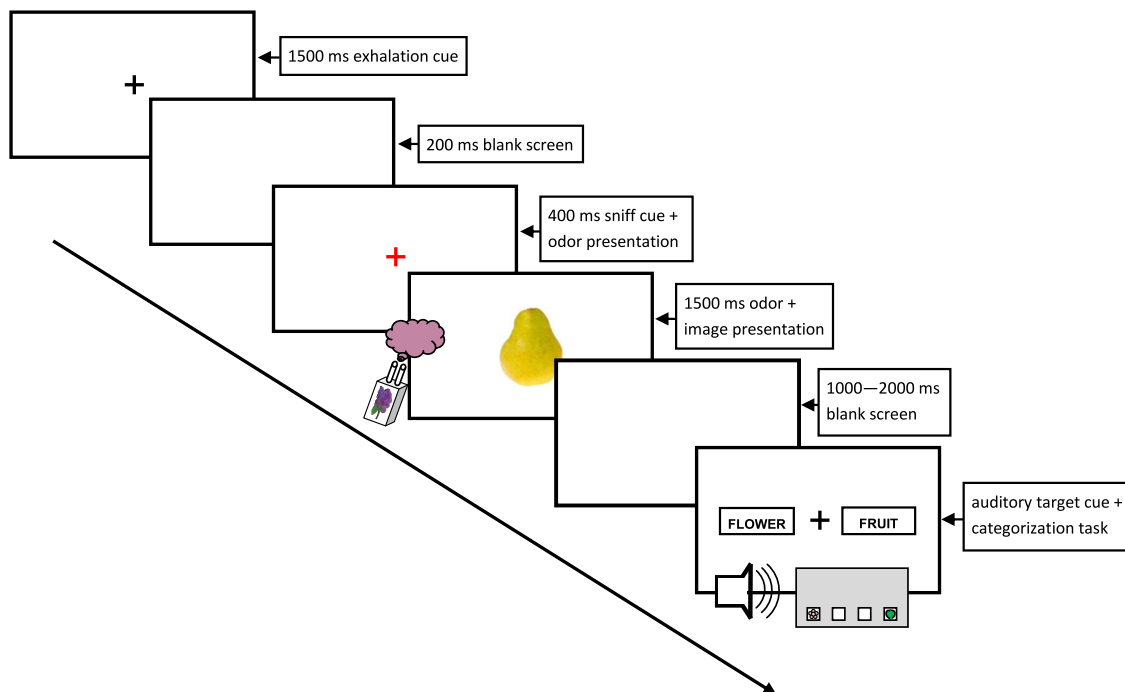 1500 ms exhalation cue
200 ms blank screen
400 ms sniff cue +
odor presentation
1500 ms odor +
image presentation
1000—2000 ms
blank screen
auditory target cue +
categorization task
FLOWER + FRUIT